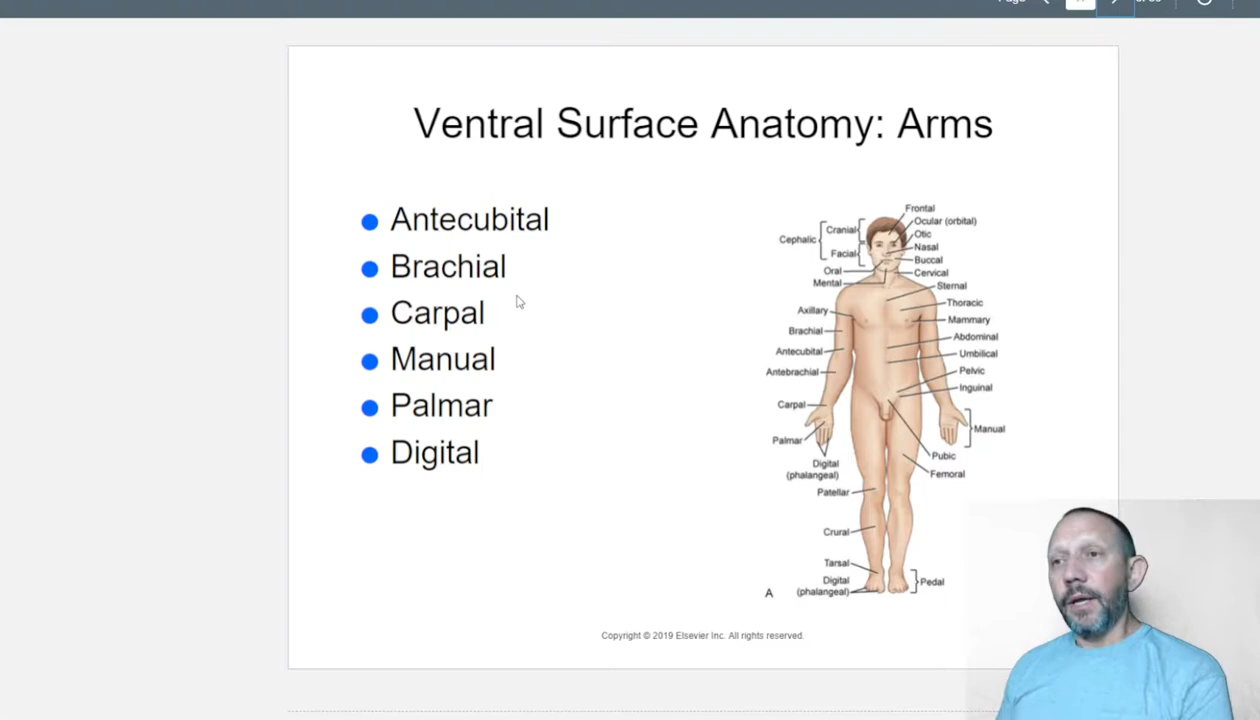 Page
Ventral Surface Anatomy: Arms
Antecubital
Brachial
Carpal
Manual
Palmar
Digital
Frontal
Ocular (orbital)
Cranial
Otic
Cephalic
Nasal
Facial
Buccal
Oral
Cervical
Mental
Sternal
Thoracic
Axillary
Mammary
Brachial
Abdominal
Antecubital
Umbilical
Antebrachial
Pelvic
Inguinal
Carpal
Manual
Palmar
Pubic
Digital
(phalangeal)
Femoral
Patellar
Crural
Tarsal
Digital
(phalangeal)
Pedal
A
Copyright © 2019 Elsevier Inc. All rights reserved.